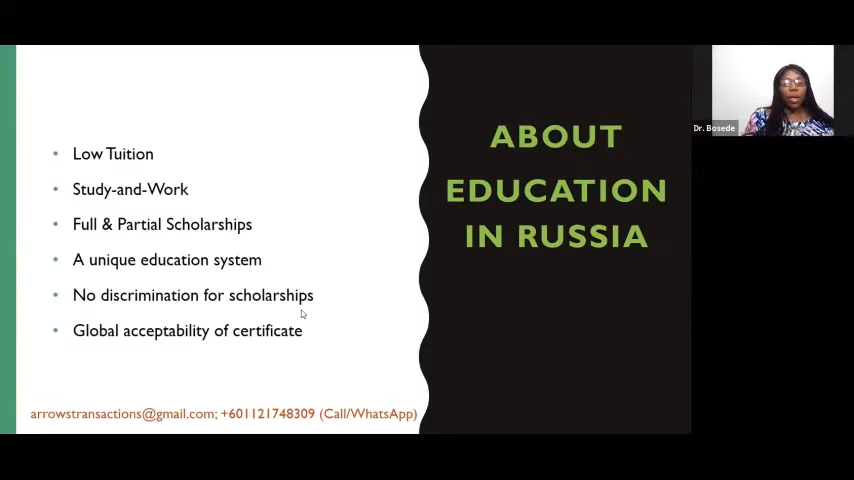 Low Tuition
Study-and-Work
Full & Partial Scholarships
A unique education system
No discrimination for scholarships
Global acceptability of certificate
arrowstransactions@gmail.com; +601121748309 (Call/WhatsApp)
ABOUT
EDUCATION
IN RUSSIA
Dr. Bosede